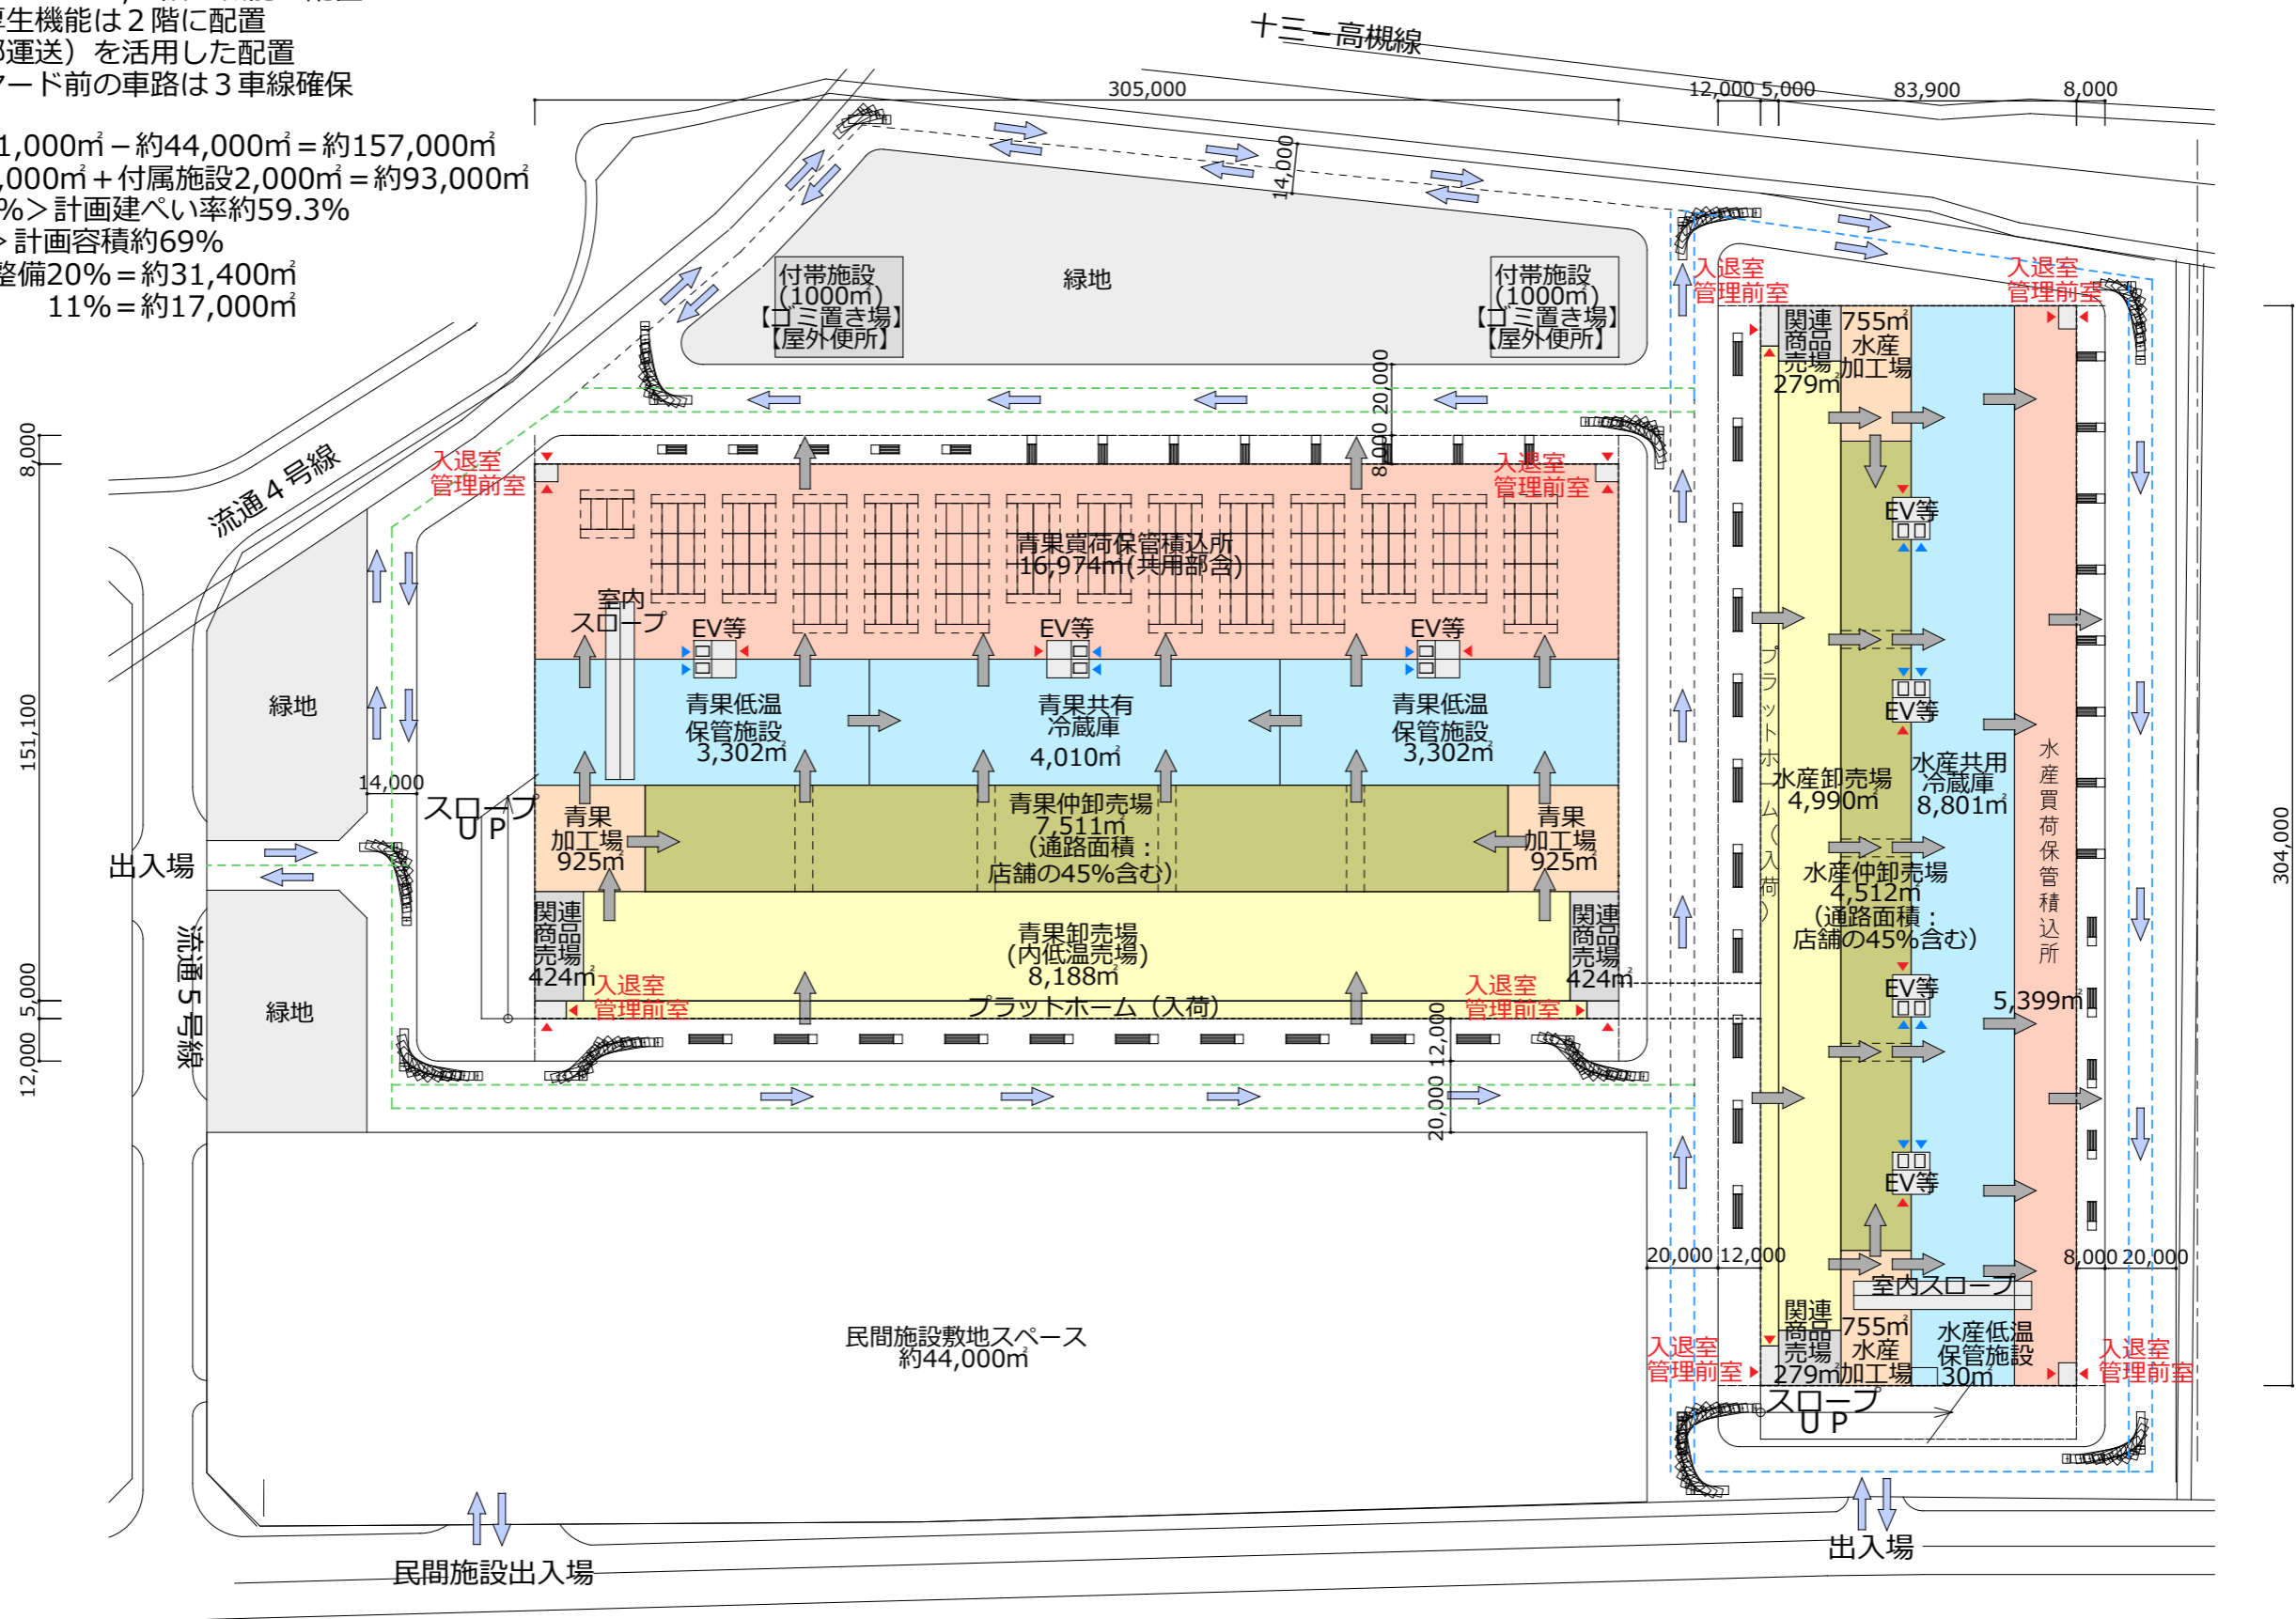 厚生機能は２階に配置
部運送）を活用した配置
ヤード前の車路は３車線確保
1,000㎡－約44,000㎡＝約157,000㎡
,000㎡＋付属施設2,000㎡＝約93,000㎡
%＞計画建ぺい率約59.3%
＞計画容積約69%
整備20%＝約31,400㎡
11%＝約17,000㎡
十三－高槻線
305,000
12,000 5,000
83,900
8,000
14,000
緑地
付帯施設
(1000㎡)
【ゴミ置き場】
【屋外便所】
付帯施設
(1000㎡)
【ゴミ置き場】
【屋外便所】
入退室
管理前室
入退室
管理前室
関連
商品
売場
279㎡
755㎡
水産
加工場
8,000 20,000
流通４号線
入退室
管理前室
入退室
管理前室
8,000
151,100
5,000
12,000
青果買荷保管積込所
16,974㎡(共用部含)
室内
スロープ
EV等
EV等
EV等
青果低温
保管施設
3,302㎡
青果共有
冷蔵庫
4,010㎡
青果低温
保管施設
3,302㎡
緑地
14,000
スロープ
ＵＰ
青果
加工場
925㎡
青果仲卸売場
7,511㎡
（通路面積：
店舗の45%含む）
青果
加工場
925㎡
出入場
流通５号線
関連
商品
売場
424㎡
青果卸売場
(内低温売場)
8,188㎡
関連
商品
売場
424㎡
入退室
管理前室
入退室
管理前室
プラットホーム（入荷）
緑地
20,000 12,000
EV等
EV等
プラットホーム（入荷）
水産卸売場
4,990㎡
水産共用
冷蔵庫
8,801㎡
水産買荷保管積込所
5,399㎡
水産仲卸売場
4,512㎡
（通路面積：
店舗の45%含む）
EV等
EV等
304,000
20,000 12,000
8,000 20,000
室内スロープ
関連
商品
売場
279㎡
755㎡
水産
加工場
水産低温
保管施設
30㎡
入退室
管理前室
入退室
管理前室
スロープ
ＵＰ
民間施設敷地スペース
約44,000㎡
民間施設出入場
出入場